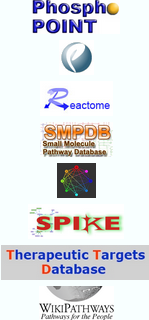 Phospho
POINT
P
Reactome
SMPDB
Small Molecule
Pathway Database
SPIKE
Therapeutic Targets
Database
WIKIPATHWAYS
Pathways for the People